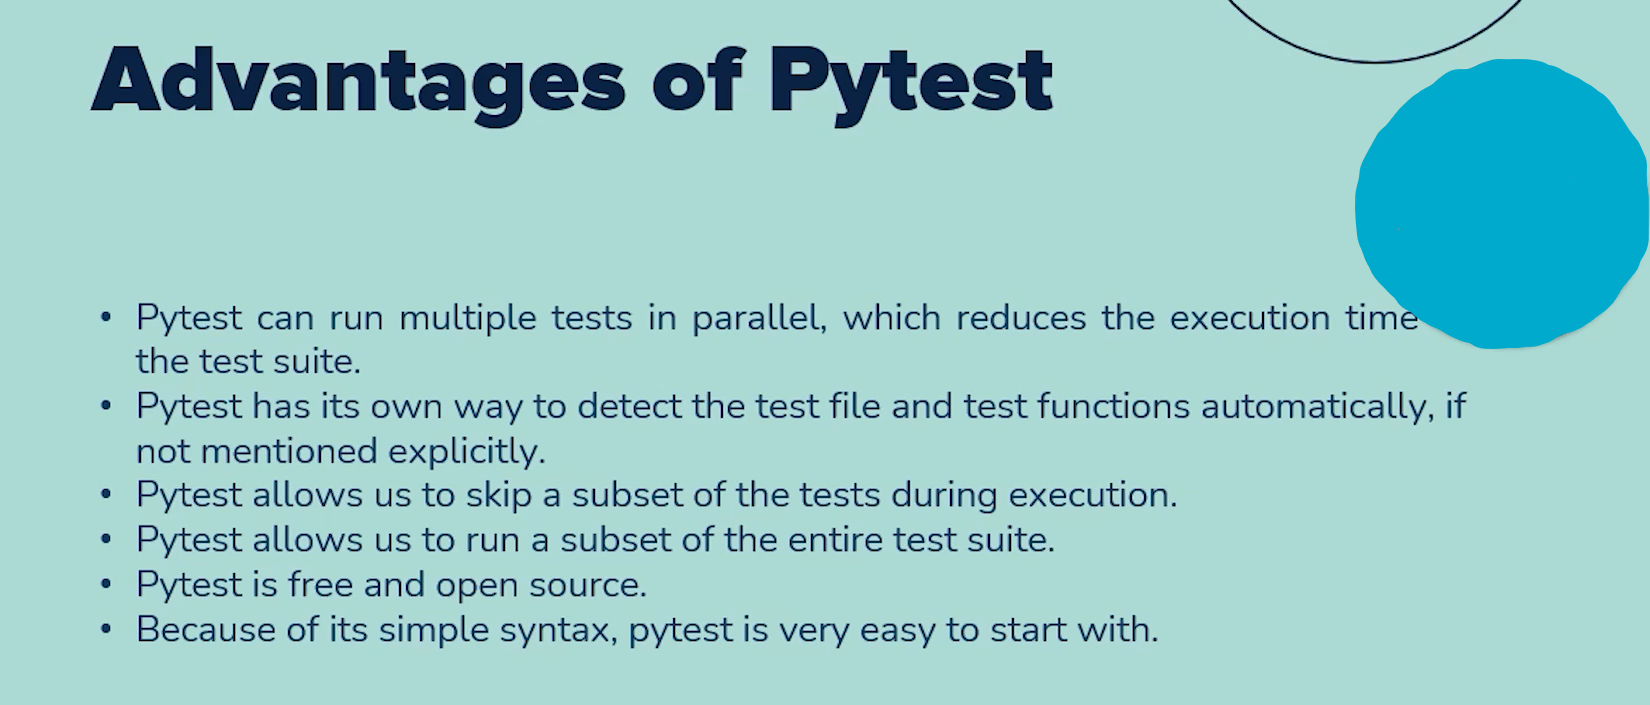 Advantages of Pytest
• Pytest can run multiple tests in parallel, which reduces the execution time
the test suite.
• Pytest has its own way to detect the test file and test functions automatically, if
not mentioned explicitly.
• Pytest allows us to skip a subset of the tests during execution.
• Pytest allows us to run a subset of the entire test suite.
• Pytest is free and open source.
• Because of its simple syntax, pytest is very easy to start with.